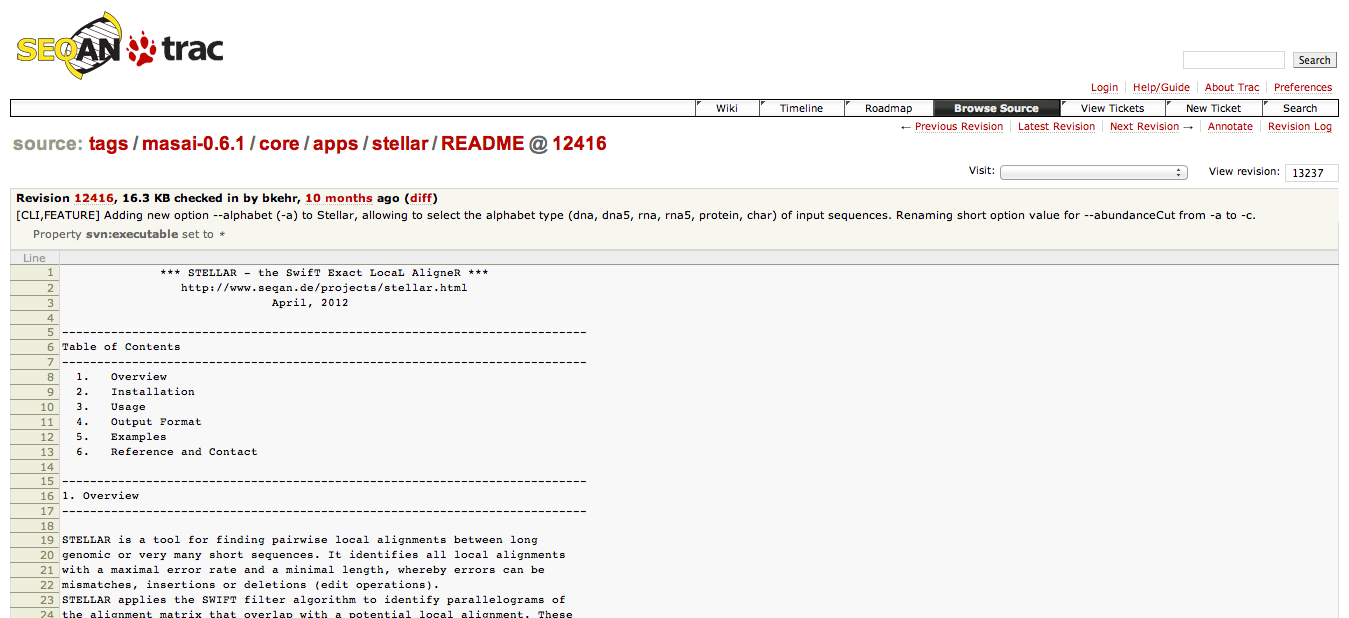 SEQAN trac
Search
Login Help/Guide About Trac Preferences
Wiki Timeline Roadmap Browse Source View Tickets New Ticket Search
← Previous Revision Latest Revision Next Revision → Annotate Revision Log
source: tags / masai-0.6.1 / core / apps / stellar / README @ 12416
Visit: View revision: 13237
Revision 12416, 16.3 KB checked in by bkehr, 10 months ago (diff)
[CLI,FEATURE] Adding new option --alphabet (-a) to Stellar, allowing to select the alphabet type (dna, dna5, rna, rna5, protein, char) of input sequences. Renaming short option value for --abundanceCut from -a to -c.
Property svn:executable set to *
Line
1 *** STELLAR - the SwifT Exact LocaL AligneR ***
2 http://www.seqan.de/projects/stellar.html
3 April, 2012
4
5 ---------------------------------------------------------------------------
6 Table of Contents
7 ---------------------------------------------------------------------------
8 1. Overview
9 2. Installation
10 3. Usage
11 4. Output Format
12 5. Examples
13 6. Reference and Contact
14
15 ---------------------------------------------------------------------------
16 1. Overview
17 ---------------------------------------------------------------------------
18
19 STELLAR is a tool for finding pairwise local alignments between long
20 genomic or very many short sequences. It identifies all local alignments
21 with a maximal error rate and a minimal length, whereby errors can be
22 mismatches, insertions or deletions (edit operations).
23 STELLAR applies the SWIFT filter algorithm to identify parallelograms of
24 the alignment matrix that overlap with a potential local alignment. These